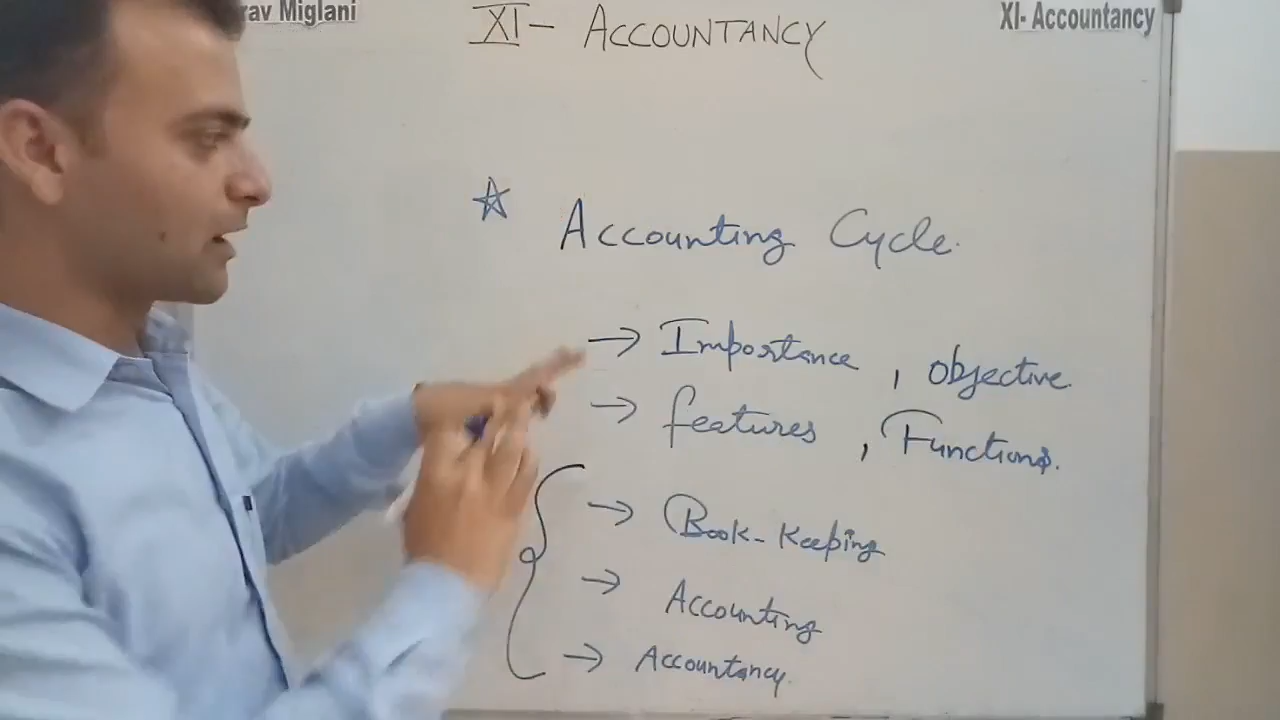 rav Miglani
XI- Accountancy
XI- ACCOUNTANCY
☆ Accounting Cycle.
→ Importance, objective.
→ features, Functions.
→ Book-Keeping
→ Accounting
→ Accountancy.